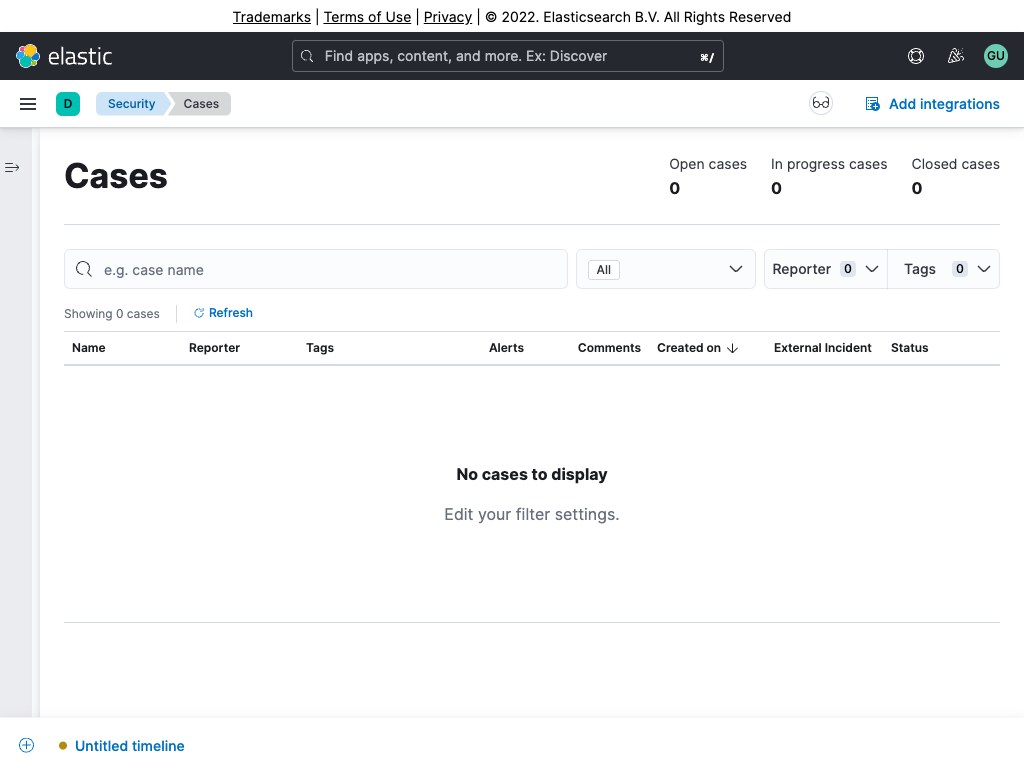 Trademarks | Terms of Use | Privacy | © 2022. Elasticsearch B.V. All Rights Reserved
elastic
Find apps, content, and more. Ex: Discover ⌘/
GU
D Security Cases
Add integrations
Cases
Open cases In progress cases Closed cases
0 0 0
e.g. case name All Reporter 0 Tags 0
Showing 0 cases Refresh
Name Reporter Tags Alerts Comments Created on External Incident Status
No cases to display
Edit your filter settings.
Untitled timeline